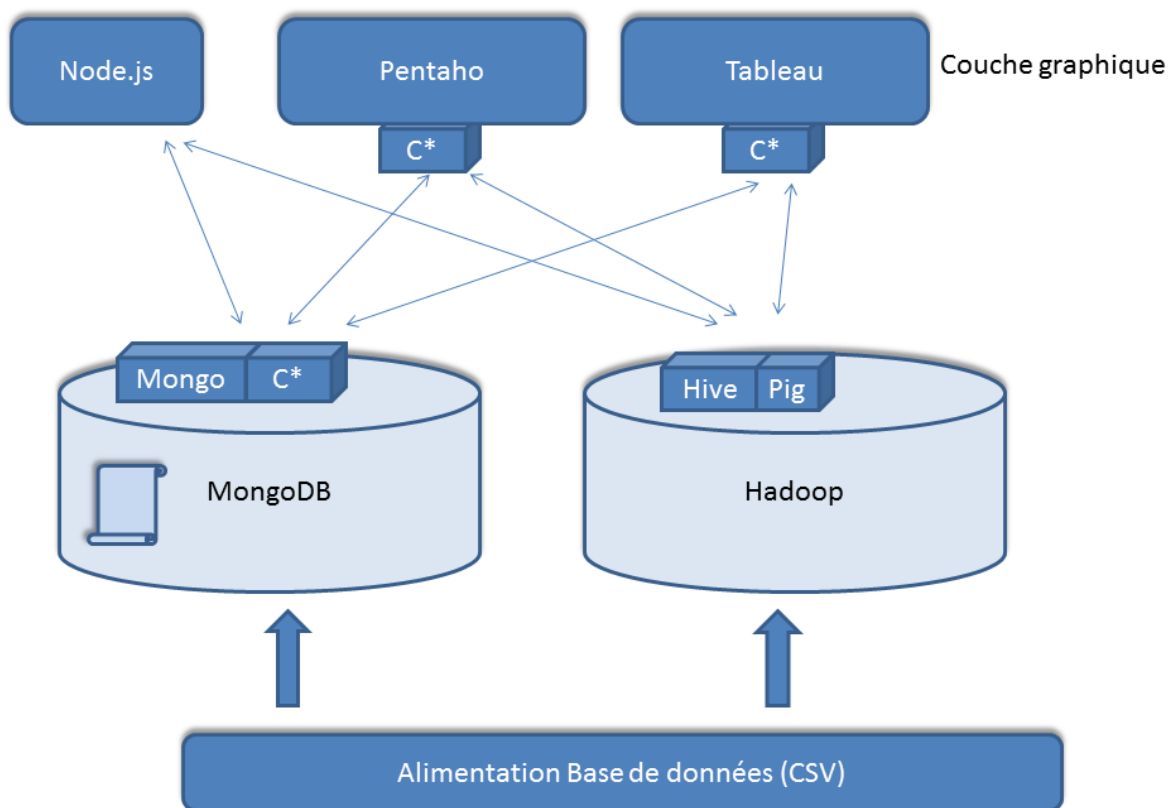 Node.js
Pentaho
Tableau
Couche graphique
C*
C*
Mongo
C*
Hive
Pig
MongoDB
Hadoop
Alimentation Base de données (CSV)